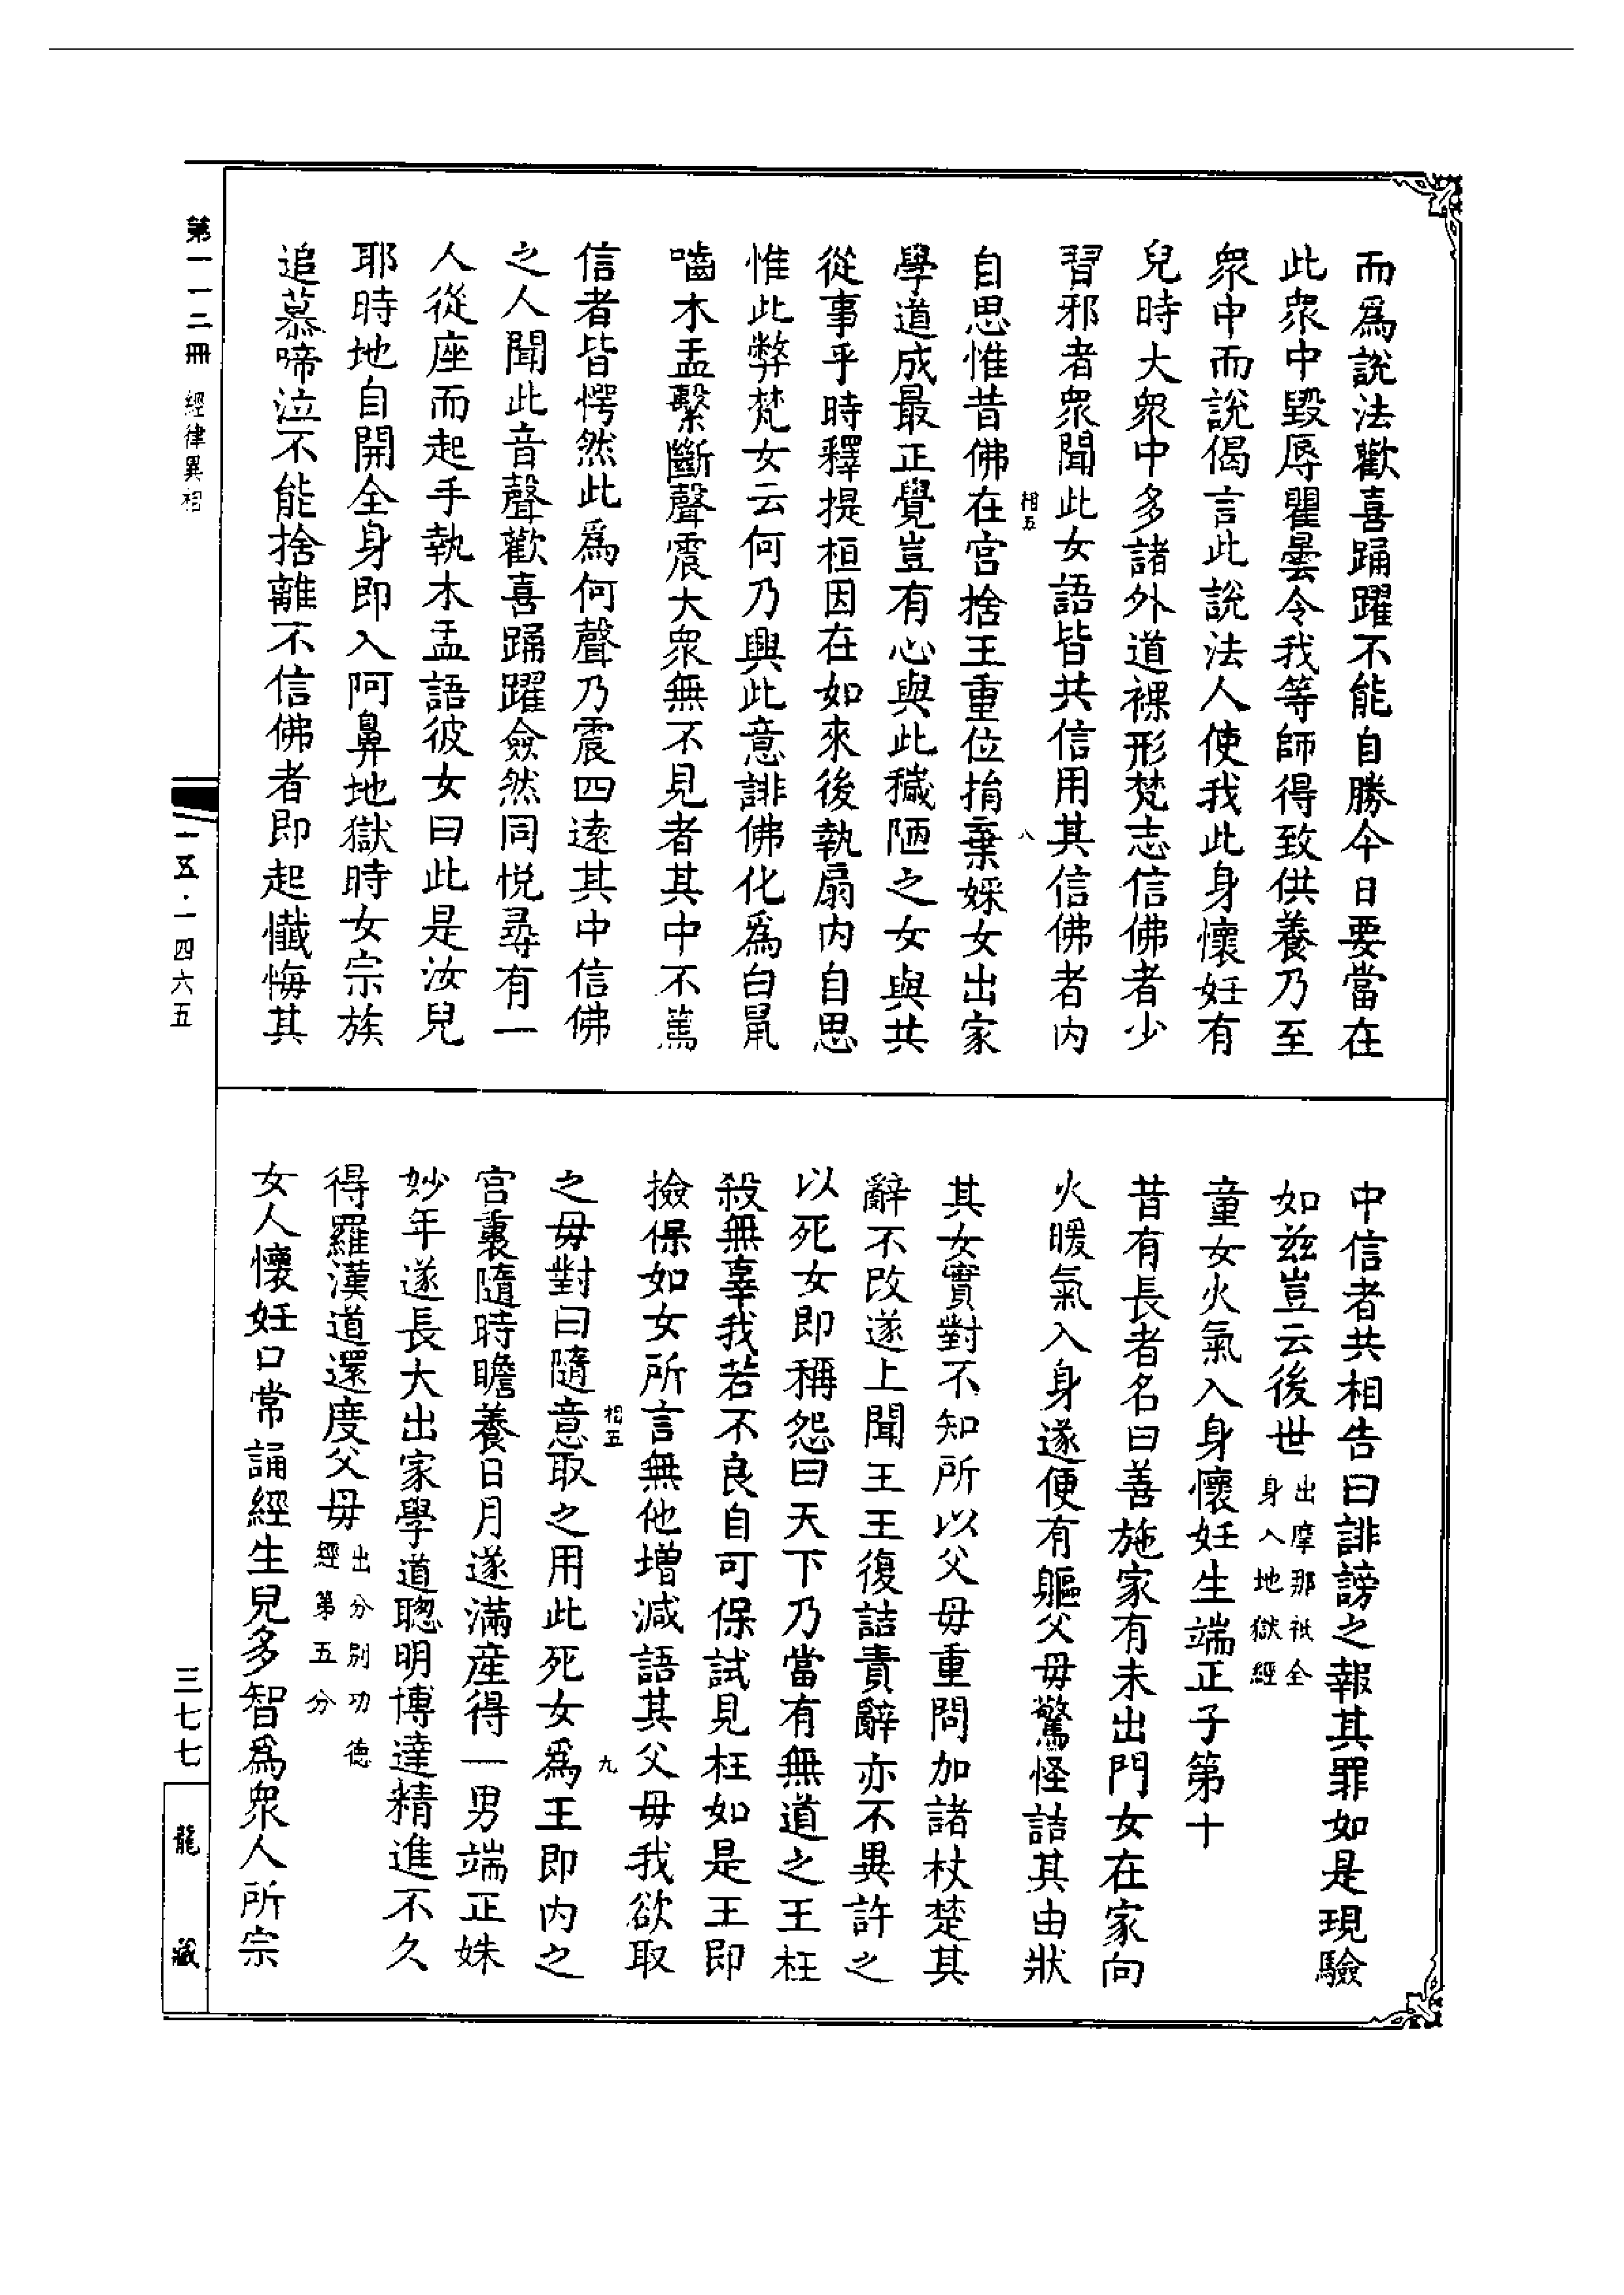 而爲說法歡喜踊躍不能自勝今日要當在
此衆中毀辱瞿曇令我等師得致供養乃至
衆中而說偈言此說法人使我此身懷妊有
兒時大衆中多諸外道裸形梵志信佛者少
習邪者衆聞此女語皆共信用其信佛者内
相五　八
自思惟昔佛在宫捨王重位捐棄婇女出家
學道成最正覺豈有心與此穢陋之女與共
從事乎時釋提桓因在如來後執扇内自思
惟此弊梵女云何乃興此意誹佛化爲白鼠
嚙木盂繫斷聲震大衆無不見者其中不篤
信者皆愕然此爲何聲乃震四遠其中信佛
之人聞此音聲歡喜踊躍僉然同悅尋有一
人從座而起手執木盂語彼女曰此是汝兒
耶時地自開全身即入阿鼻地獄時女宗族
追慕啼泣不能捨離不信佛者即起懺悔其
中信者共相告曰誹謗之報其罪如是現驗
如兹豈云後世出摩那祇全身入地獄經
童女火氣入身懷妊生端正子第十
昔有長者名曰善施家有未出門女在家向
火暖氣入身遂便有軀父母驚怪詰其由狀
其女實對不知所以父母重問加諸杖楚其
辭不改遂上聞王王復詰責辭亦不異許之
以死女即稱怨曰天下乃當有無道之王枉
殺無辜我若不良自可保試見枉如是王即
撿保如女所言無他增減語其父母我欲取
相五　九
之母對曰隨意取之用此死女爲王即内之
宫裏隨時瞻養日月遂滿産得一男端正姝
妙年遂長大出家學道聰明博達精進不久
得羅漢道還度父母出分別功德經第五分
女人懷妊口常誦經生兒多智爲衆人所宗
第一一二冊　經律異相
一五·一四六五
三七七
龍藏